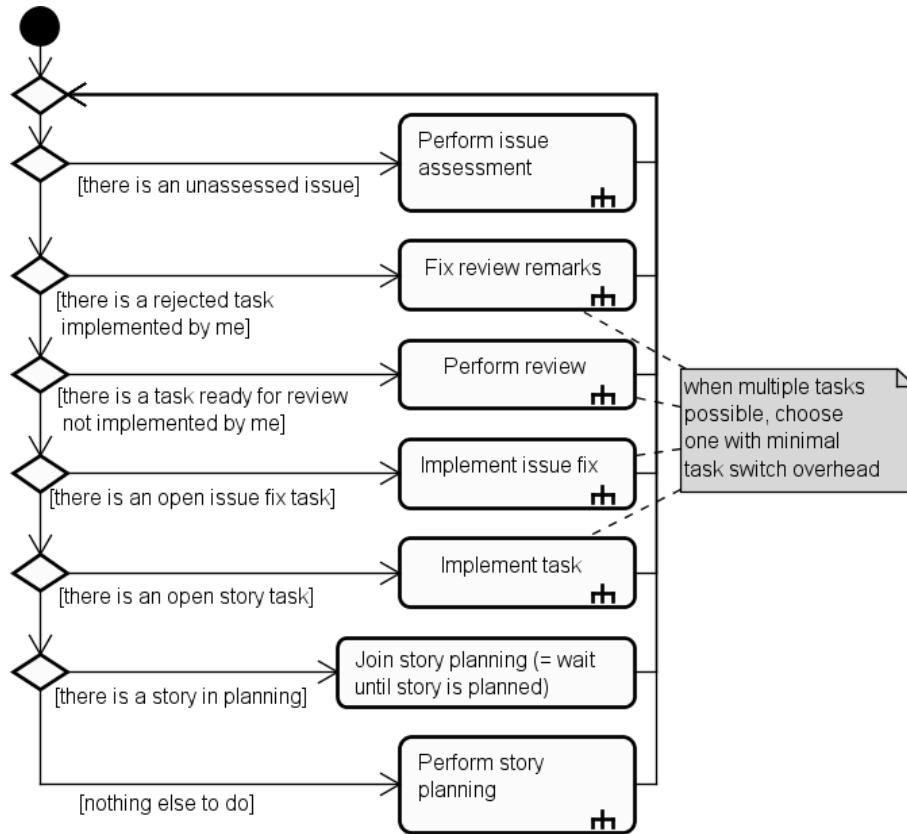 Perform issue
assessment
[there is an unassessed issue]
Fix review remarks
[there is a rejected task
implemented by me]
Perform review
[there is a task ready for review
not implemented by me]
when multiple tasks
possible, choose
one with minimal
task switch overhead
Implement issue fix
[there is an open issue fix task]
Implement task
[there is an open story task]
Join story planning (= wait
until story is planned)
[there is a story in planning]
Perform story
planning
[nothing else to do]